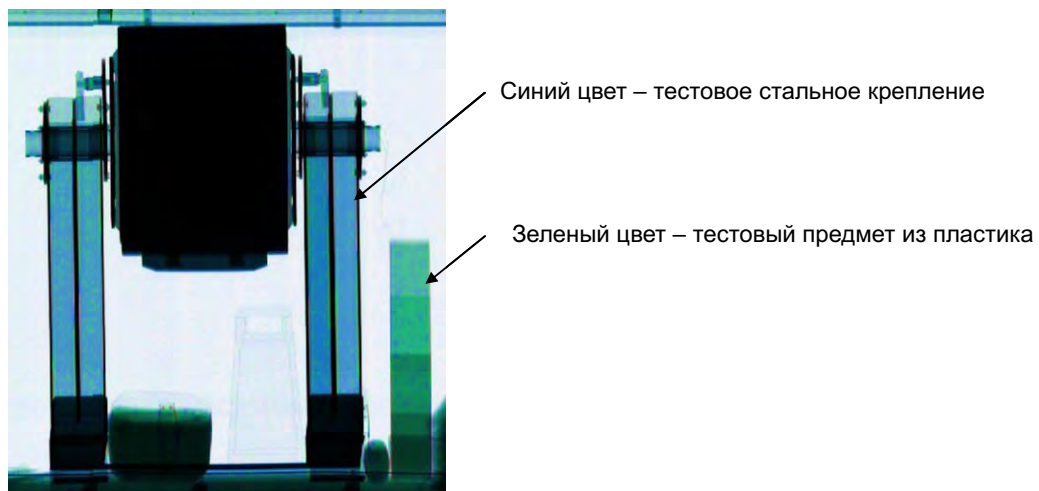 Синий цвет – тестовое стальное крепление
Зеленый цвет – тестовый предмет из пластика